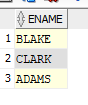 ENAME
1 BLAKE
2 CLARK
3 ADAMS